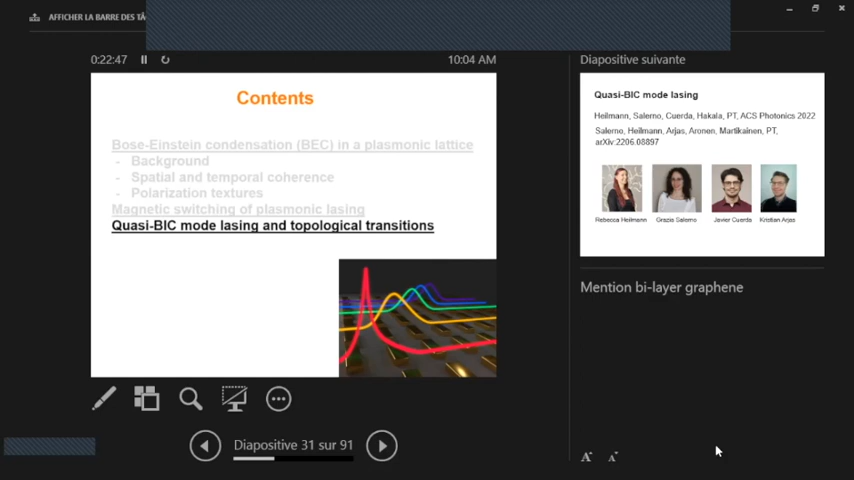 AFFICHER LA BARRE DES TÂ
0:22:47
10:04 AM
Contents
Bose-Einstein condensation (BEC) in a plasmonic lattice
- Background
- Spatial and temporal coherence
- Polarization textures
Magnetic switching of plasmonic lasing
Quasi-BIC mode lasing and topological transitions
Diapositive 31 sur 91
Diapositive suivante
Quasi-BIC mode lasing
Heilmann, Salerno, Cuerda, Hakala, PT, ACS Photonics 2022
Salerno, Heilmann, Arjas, Aronen, Martikainen, PT,
arXiv:2206.08897
Rebecca Heilmann Grazia Salerno Javier Cuerda Kristian Arjas
Mention bi-layer graphene
A A